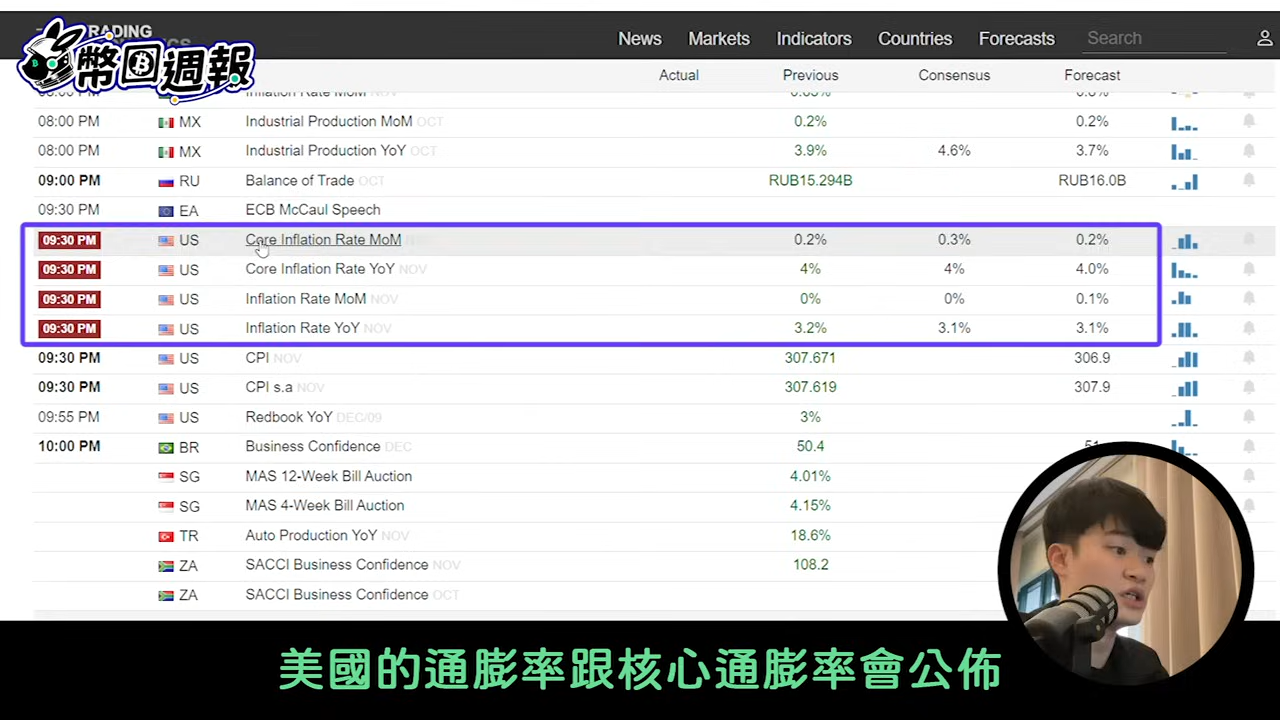 TRADING
幣圈週報
News Markets Indicators Countries Forecasts Search
Actual Previous Consensus Forecast
Inflation Rate MoM NOV
08:00 PM MX Industrial Production MoM OCT 0.2% 0.2%
08:00 PM MX Industrial Production YoY OCT 3.9% 4.6% 3.7%
09:00 PM RU Balance of Trade OCT RUB15.294B RUB16.0B
09:30 PM EA ECB McCaul Speech
09:30 PM US Core Inflation Rate MoM 0.2% 0.3% 0.2%
09:30 PM US Core Inflation Rate YoY NOV 4% 4% 4.0%
09:30 PM US Inflation Rate MoM NOV 0% 0% 0.1%
09:30 PM US Inflation Rate YoY NOV 3.2% 3.1% 3.1%
09:30 PM US CPI NOV 307.671 306.9
09:30 PM US CPI s.a NOV 307.619 307.9
09:55 PM US Redbook YoY DEC/09 3%
10:00 PM BR Business Confidence DEC 50.4
SG MAS 12-Week Bill Auction 4.01%
SG MAS 4-Week Bill Auction 4.15%
TR Auto Production YoY NOV 18.6%
ZA SACCI Business Confidence NOV 108.2
ZA SACCI Business Confidence OCT
美國的通膨率跟核心通膨率會公佈